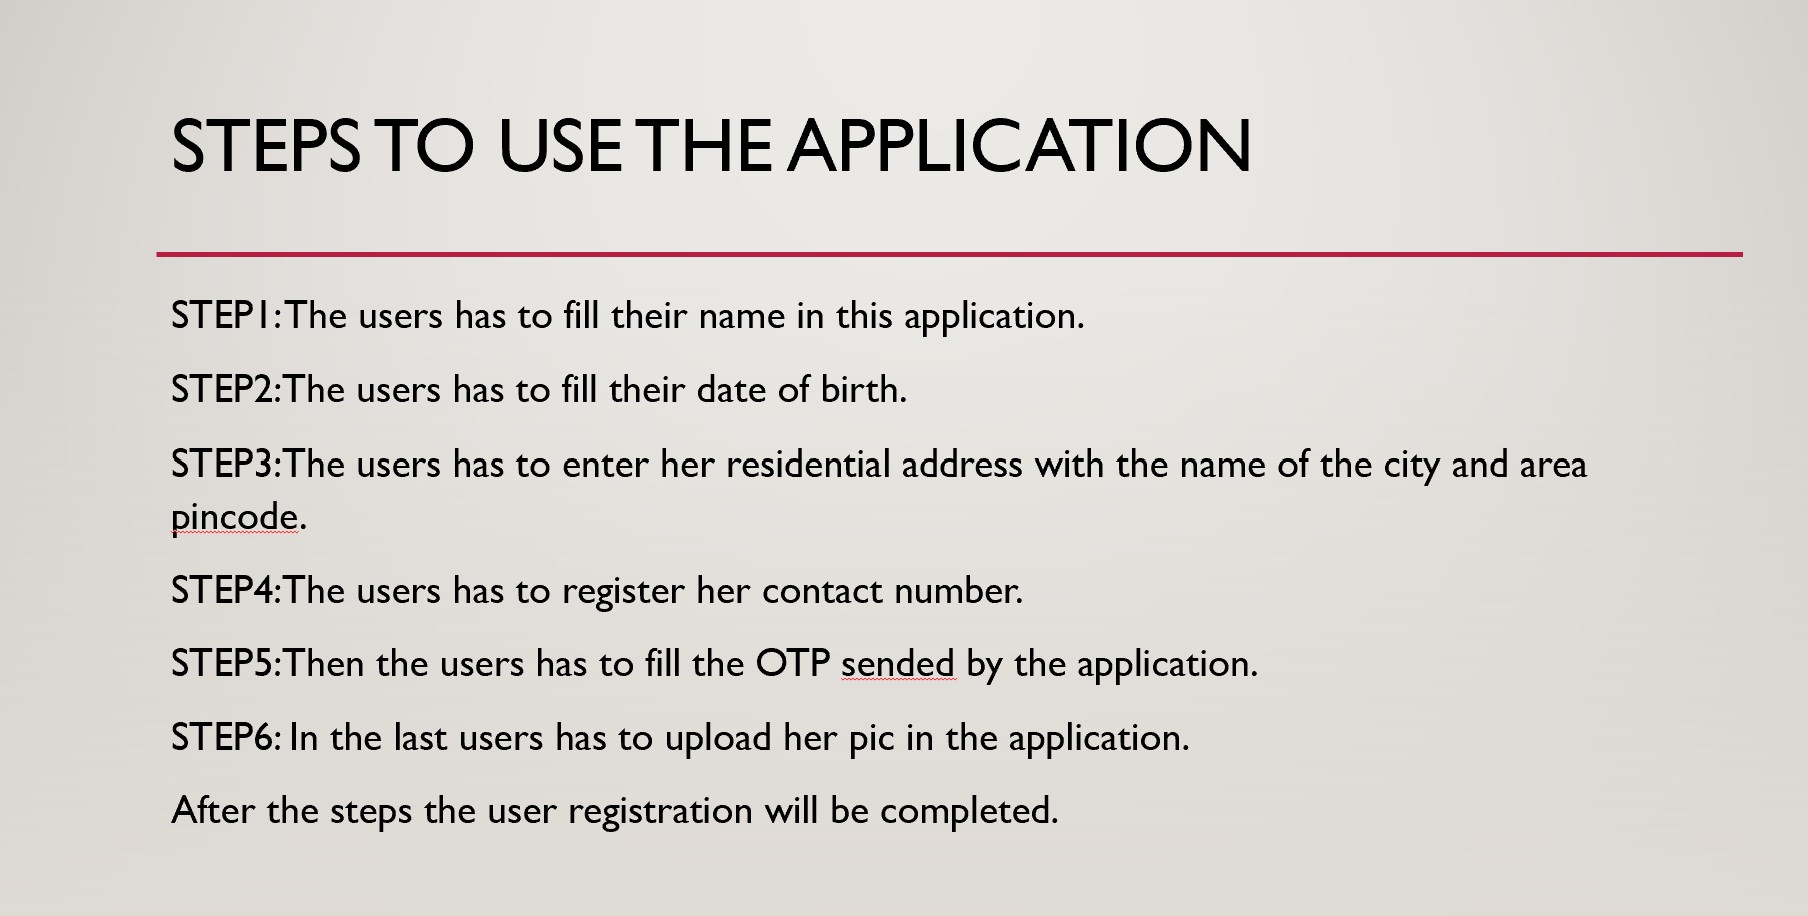 STEPS TO USE THE APPLICATION
STEP1: The users has to fill their name in this application.
STEP2: The users has to fill their date of birth.
STEP3: The users has to enter her residential address with the name of the city and area
pincode.
STEP4: The users has to register her contact number.
STEP5: Then the users has to fill the OTP sended by the application.
STEP6: In the last users has to upload her pic in the application.
After the steps the user registration will be completed.